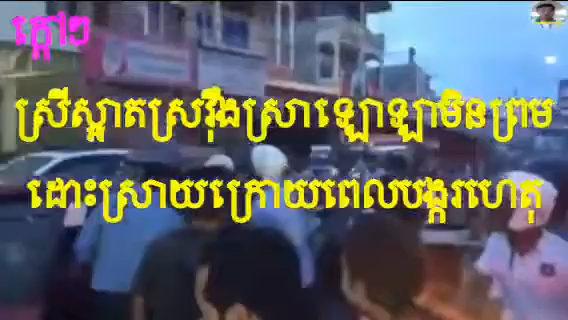 ក្តៅៗ
ស្រីស្អាតស្រវឹងស្រាឡោឡាមិនព្រម
ដោះស្រាយក្រោយពេលបង្ករហេតុ